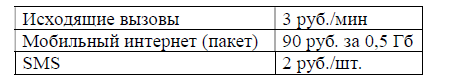 Исходящие вызовы 3 руб./мин
Мобильный интернет (пакет) 90 руб. за 0,5 Гб
SMS 2 руб./шт.